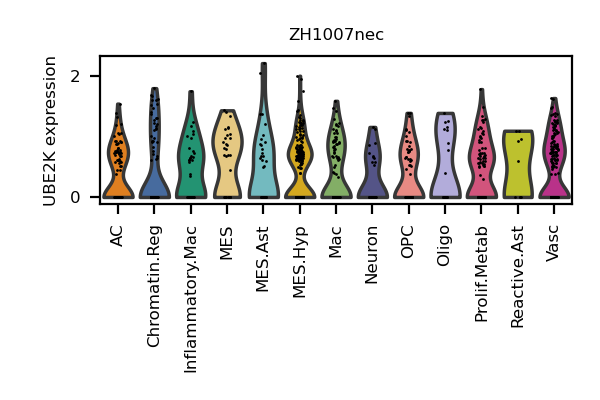 ZH1007nec
UBE2K expression
2
0
AC
Chromatin.Reg
Inflammatory.Mac
MES
MES.Ast
MES.Hyp
Mac
Neuron
OPC
Oligo
Prolif.Metab
Reactive.Ast
Vasc